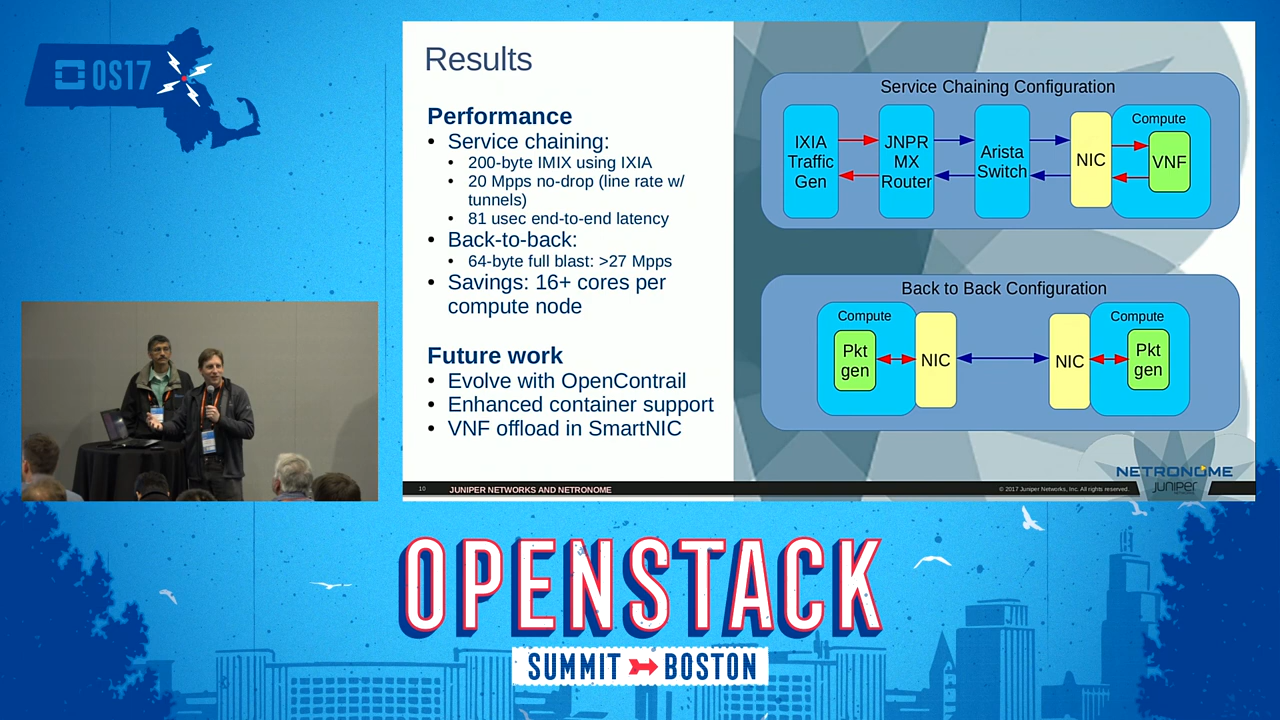 OS17
Results
Performance
• Service chaining:
• 200-byte IMIX using IXIA
• 20 Mpps no-drop (line rate w/
tunnels)
• 81 usec end-to-end latency
• Back-to-back:
• 64-byte full blast: >27 Mpps
• Savings: 16+ cores per
compute node
Future work
• Evolve with OpenContrail
• Enhanced container support
• VNF offload in SmartNIC
Service Chaining Configuration
IXIA
Traffic
Gen
JNPR
MX
Router
Arista
Switch
NIC
Compute
VNF
Back to Back Configuration
Compute
Pkt
gen
NIC
NIC
Compute
Pkt
gen
NETRONOME
JUNIPER
10
JUNIPER NETWORKS AND NETRONOME
© 2017 Juniper Networks, Inc. All rights reserved.
OPENSTACK
SUMMIT BOSTON